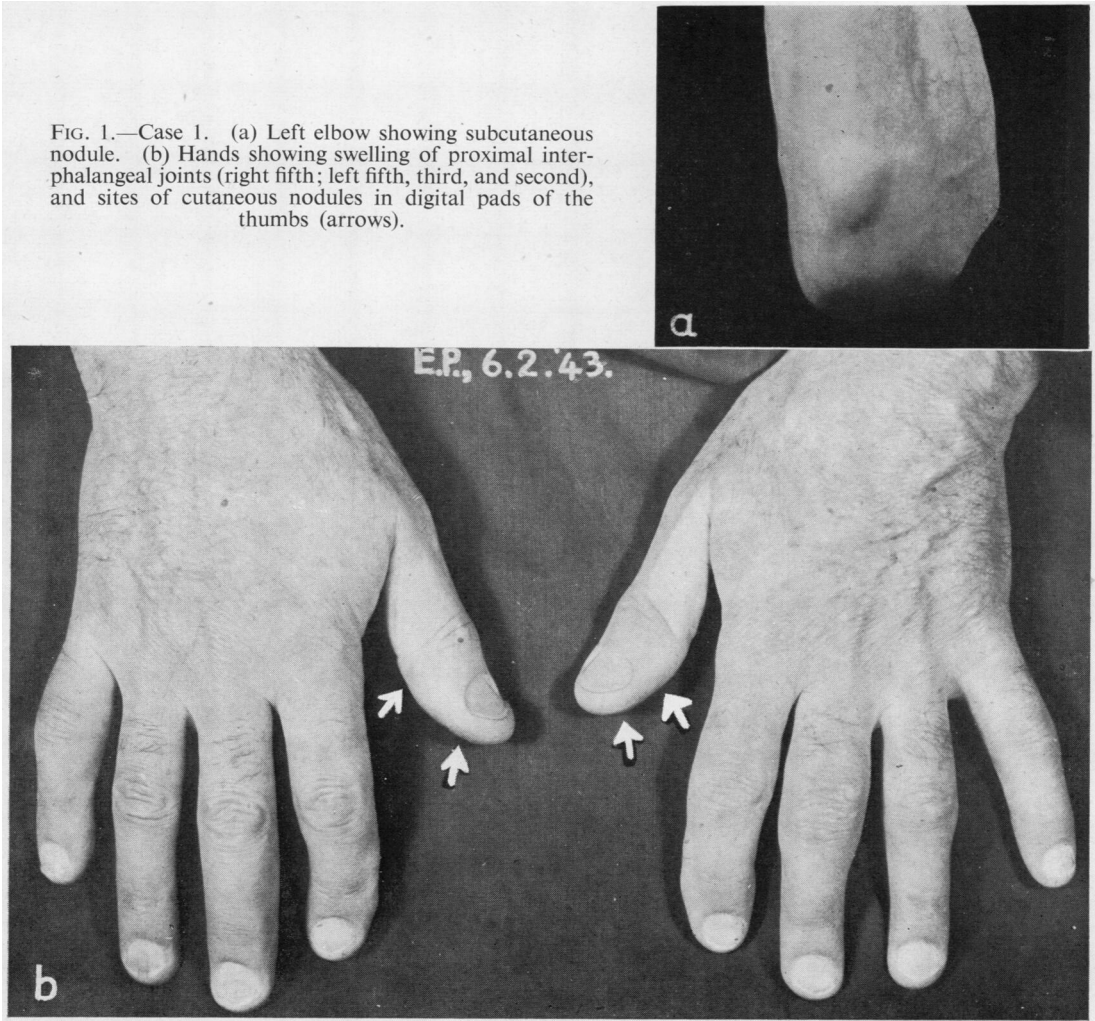 FIG. 1.—Case 1. (a) Left elbow showing subcutaneous
nodule. (b) Hands showing swelling of proximal inter-
phalangeal joints (right fifth; left fifth, third, and second),
and sites of cutaneous nodules in digital pads of the
thumbs (arrows).
a
E.P., 6.2.'43.
b